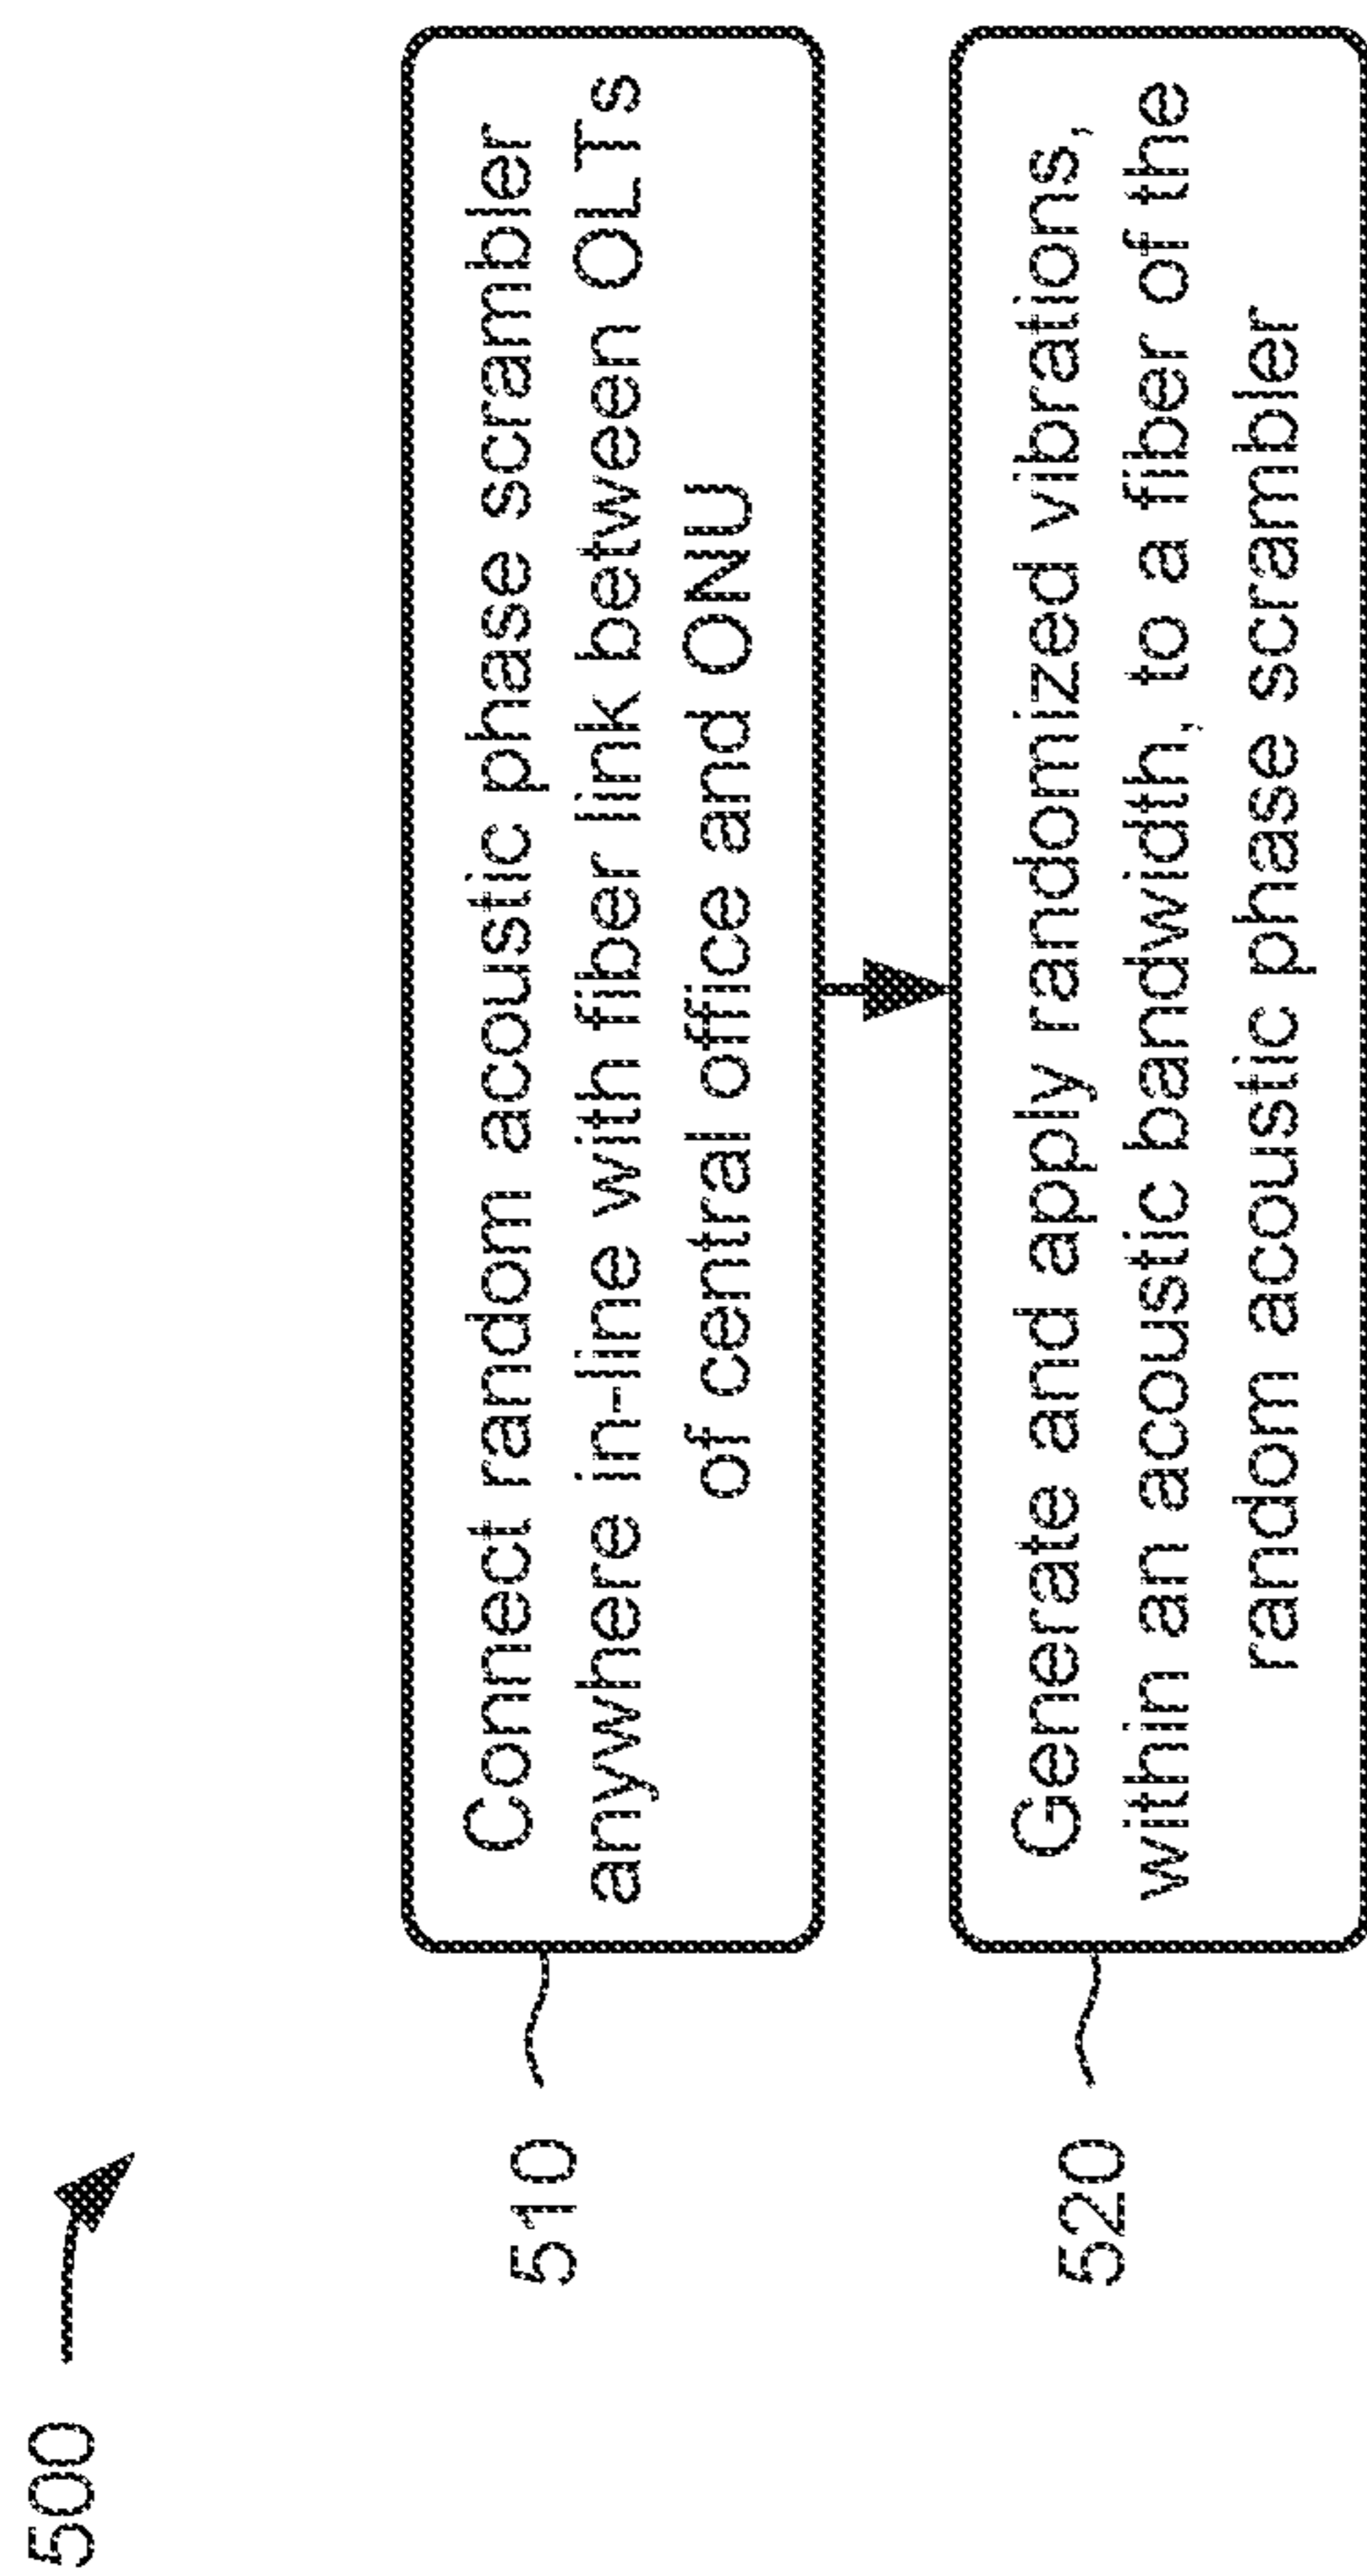 500
510
Connect random acoustic phase scrambler
anywhere in-line with fiber link between OLTs
of central office and ONU
520
Generate and apply randomized vibrations,
within an acoustic bandwidth, to a fiber of the
random acoustic phase scrambler